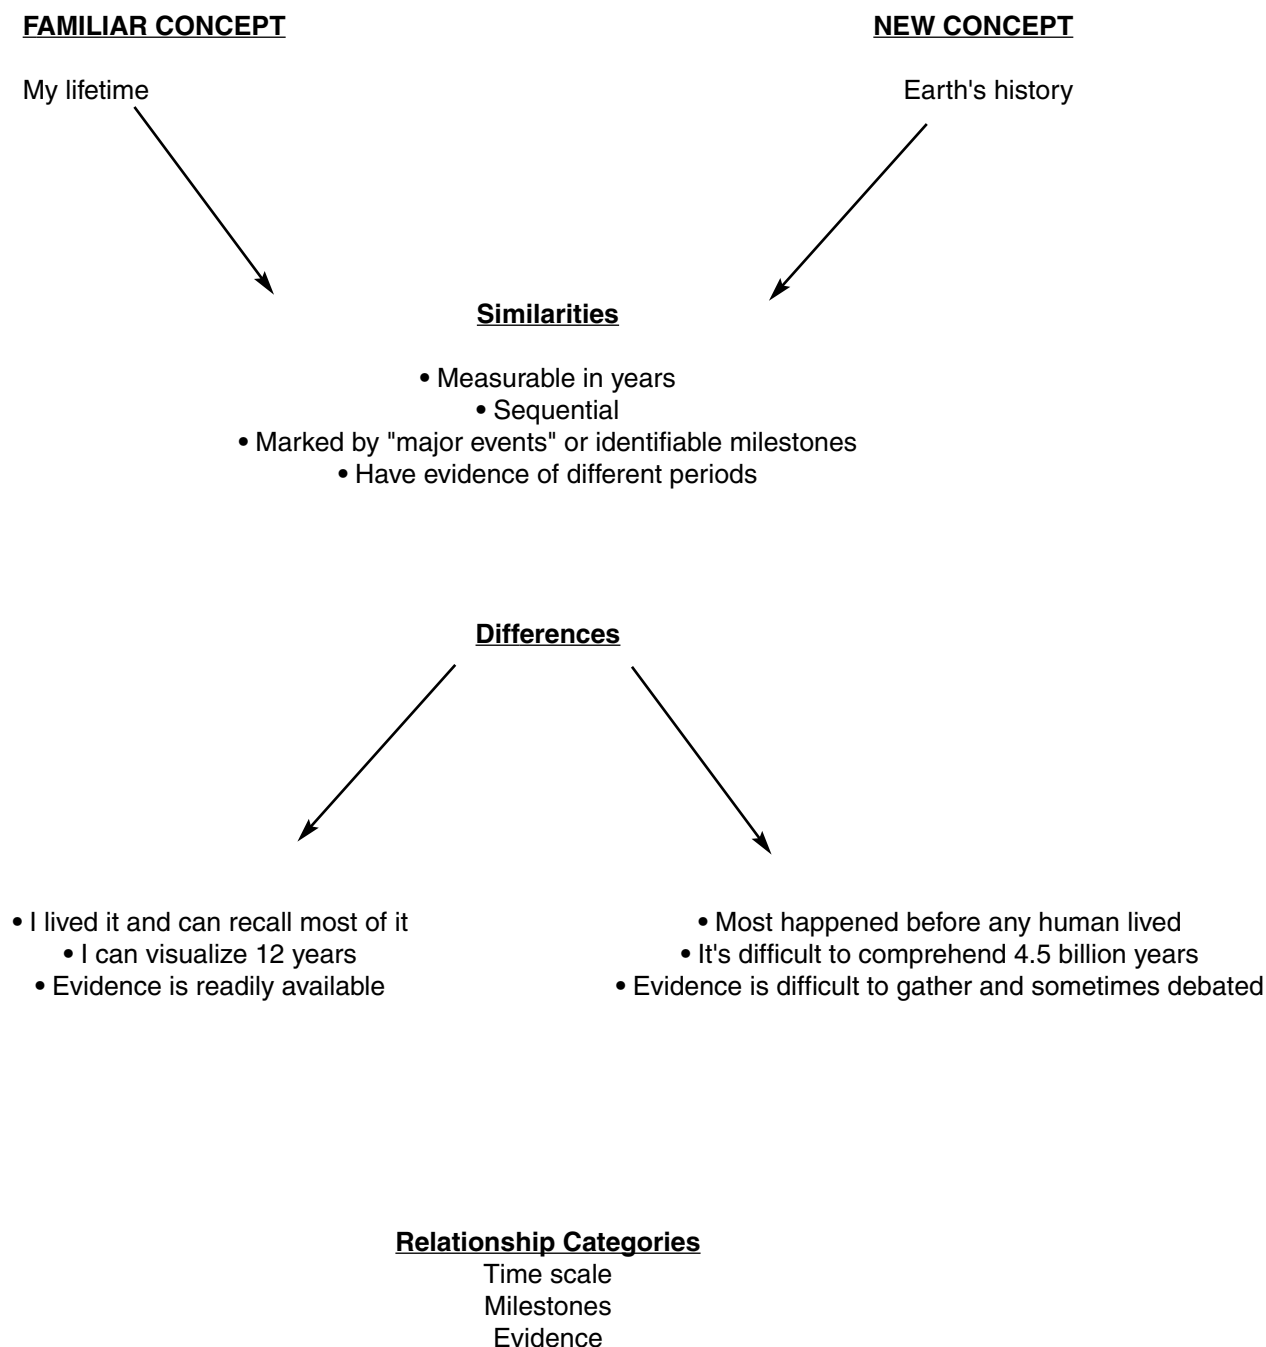 FAMILIAR CONCEPT
NEW CONCEPT
My lifetime
Earth's history
Similarities
• Measurable in years
• Sequential
• Marked by "major events" or identifiable milestones
• Have evidence of different periods
Differences
• I lived it and can recall most of it
• I can visualize 12 years
• Evidence is readily available
• Most happened before any human lived
• It's difficult to comprehend 4.5 billion years
• Evidence is difficult to gather and sometimes debated
Relationship Categories
Time scale
Milestones
Evidence